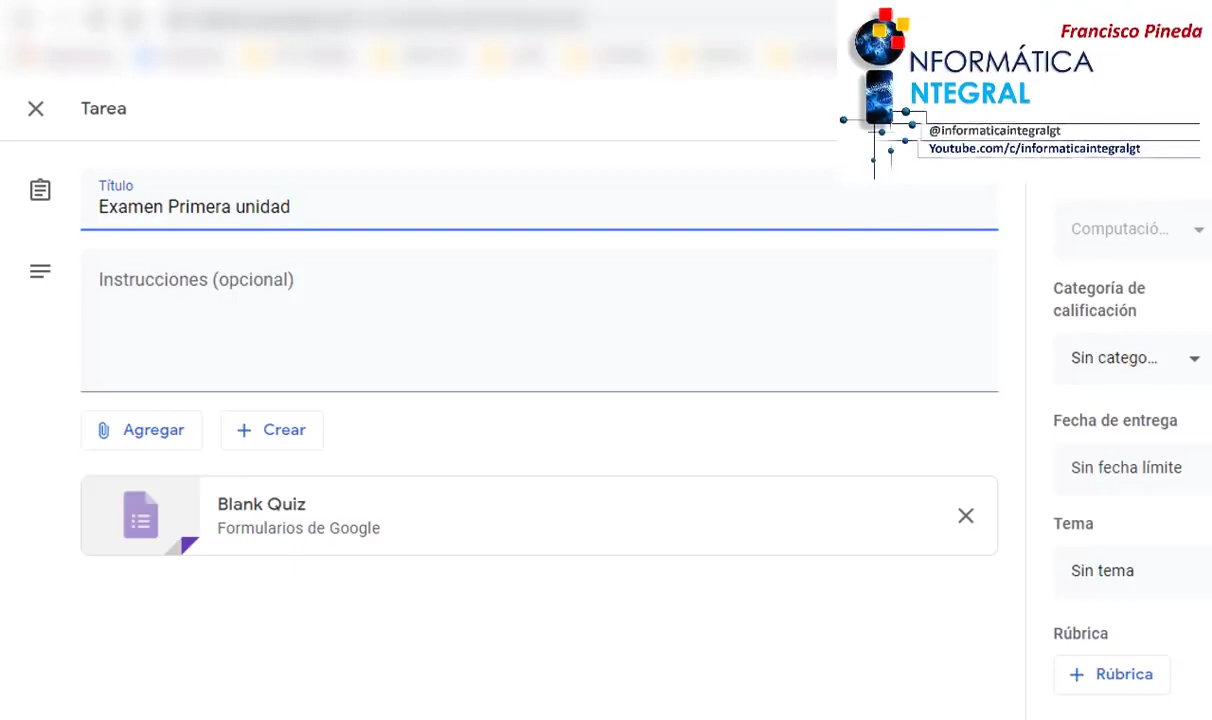 Francisco Pineda
NFORMÁTICA
NTEGRAL
@informaticaintegralgt
Youtube.com/c/informaticaintegralgt
Tarea
Título
Examen Primera unidad
Instrucciones (opcional)
Agregar
Crear
Blank Quiz
Formularios de Google
Computació...
Categoría de
calificación
Sin catego...
Fecha de entrega
Sin fecha límite
Tema
Sin tema
Rúbrica
Rúbrica